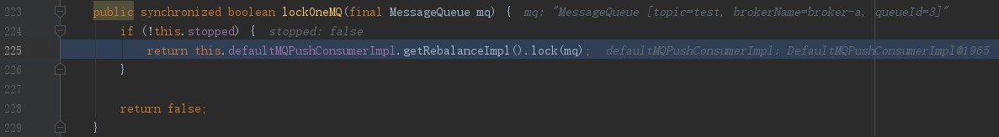 223 public synchronized boolean lockOneMQ(final MessageQueue mq) { mq: "MessageQueue [topic=test, brokerName=broker-a, queueId=3]"
224 if (!this.stopped) { stopped: false
225 return this.defaultMQPushConsumerImpl.getRebalanceImpl().lock(mq); defaultMQPushConsumerImpl: DefaultMQPushConsumerImpl@1965
226 }
227
228 return false;
229 }